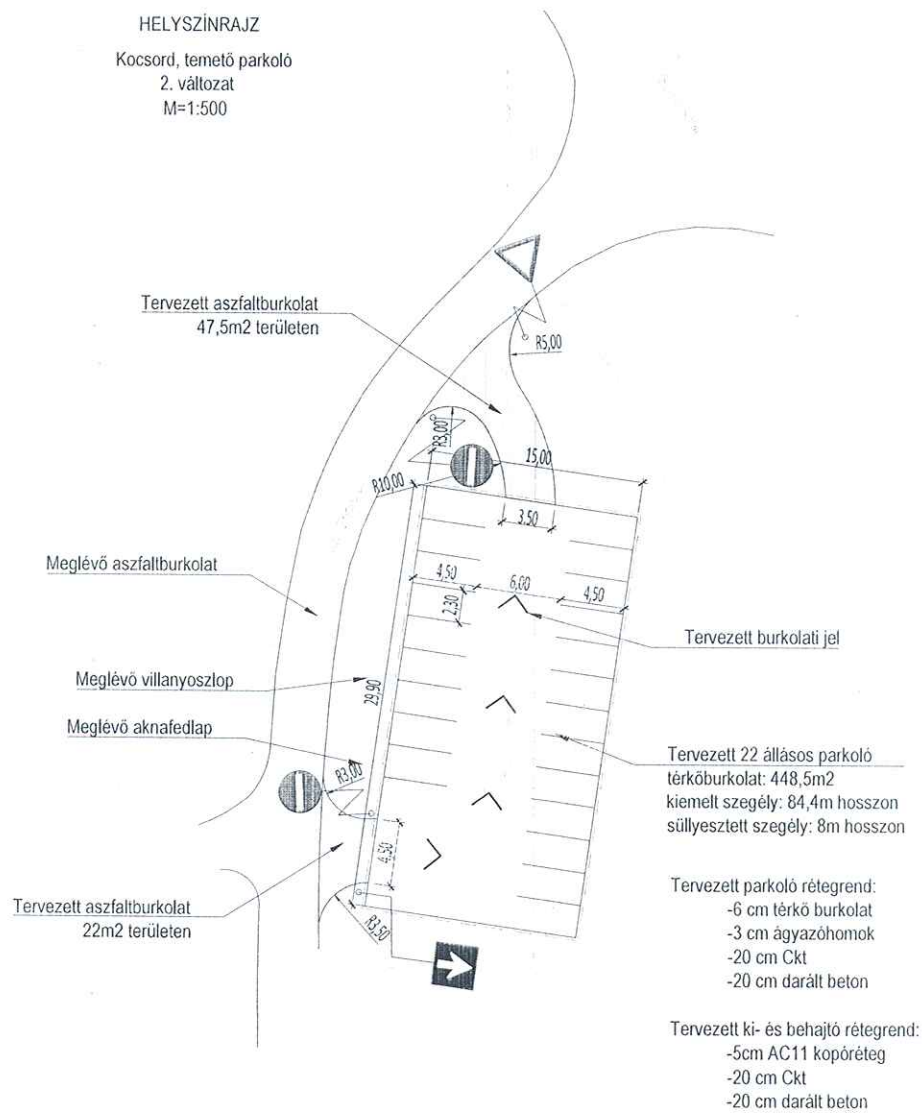 HELYSZÍNRAJZ
Kocsord, temető parkoló
2. változat
M=1:500
Tervezett aszfaltburkolat
47,5m2 területen
R5,00
R3,00
15,00
R10,00
3.50
4,50
6,00
4,50
2,30
Meglévő aszfaltburkolat
Tervezett burkolati jel
Meglévő villanyoszlop
29,90
Meglévő aknafedlap
R3,00
Tervezett 22 állásos parkoló
térkőburkolat: 448,5m2
kiemelt szegély: 84,4m hosszon
süllyesztett szegély: 8m hosszon
4,50
Tervezett aszfaltburkolat
22m2 területen
R3,50
Tervezett parkoló rétegrend:
-6 cm térkő burkolat
-3 cm ágyazóhomok
-20 cm Ckt
-20 cm darált beton
Tervezett ki- és behajtó rétegrend:
-5cm AC11 kopóréteg
-20 cm Ckt
-20 cm darált beton